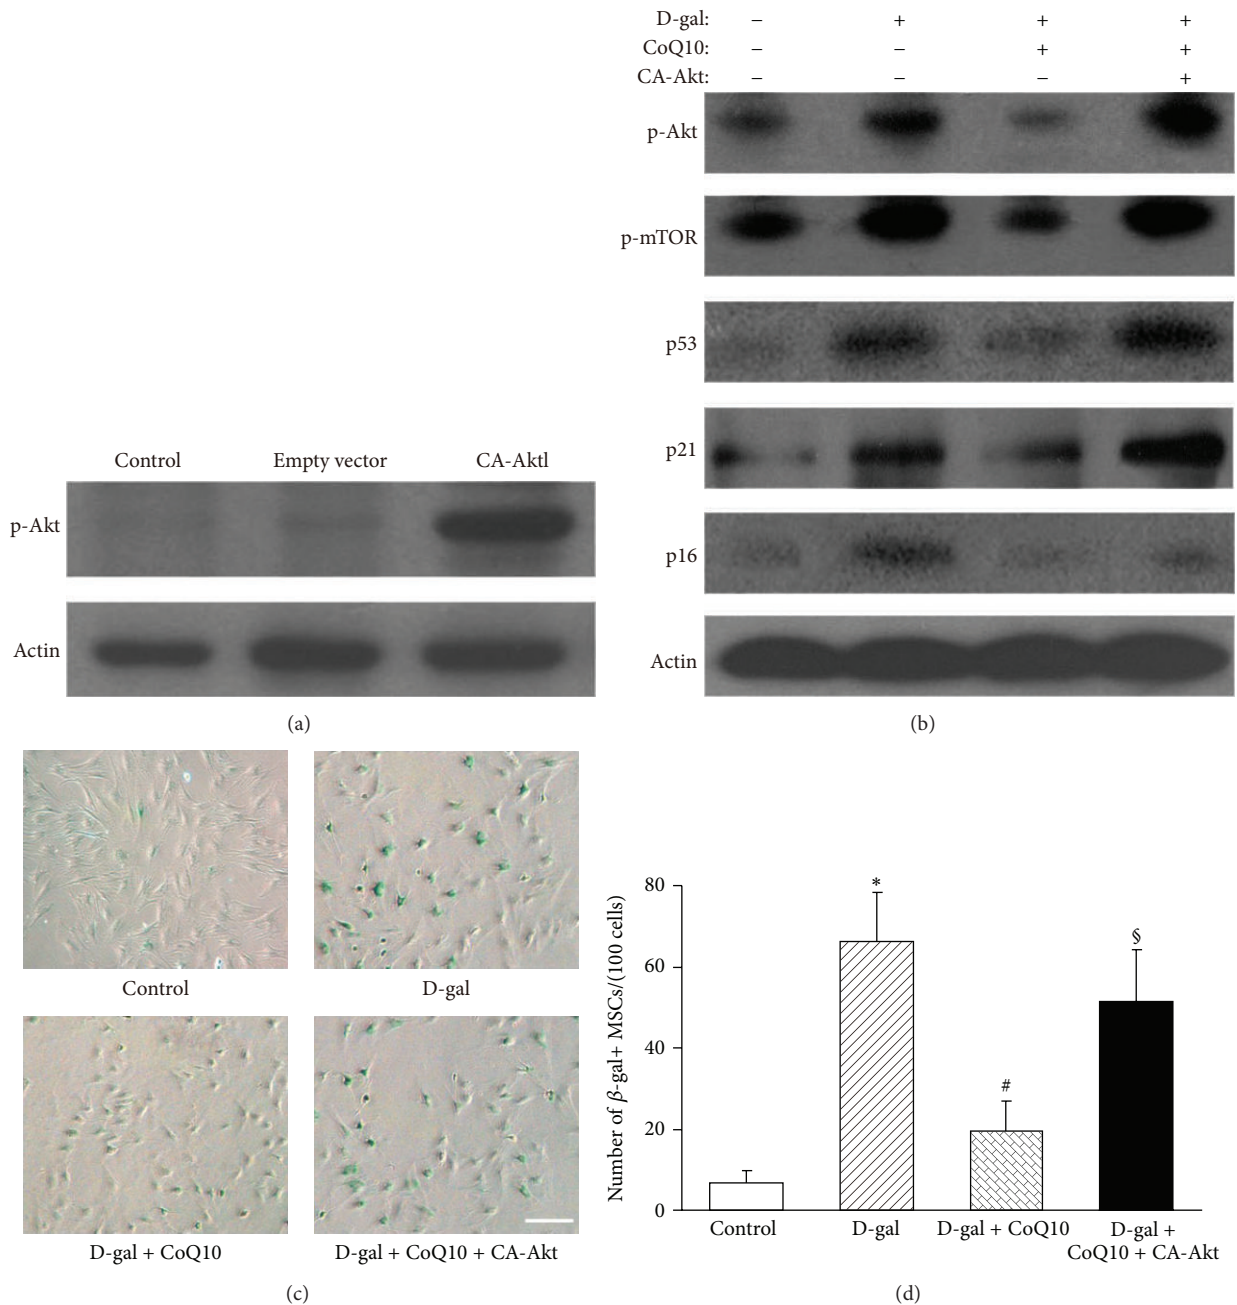 D-gal: − + + +
CoQ10: − − + +
CA-Akt: − − − +
p-Akt
p-mTOR
p53
p21
p16
Actin
(b)
Control Empty vector CA-Aktl
p-Akt
Actin
(a)
Control D-gal
D-gal + CoQ10 D-gal + CoQ10 + CA-Akt
(c)
Number of β-gal+ MSCs/(100 cells)
80
60
40
20
0
*
#
§
Control D-gal D-gal + CoQ10 D-gal +
CoQ10 + CA-Akt
(d)